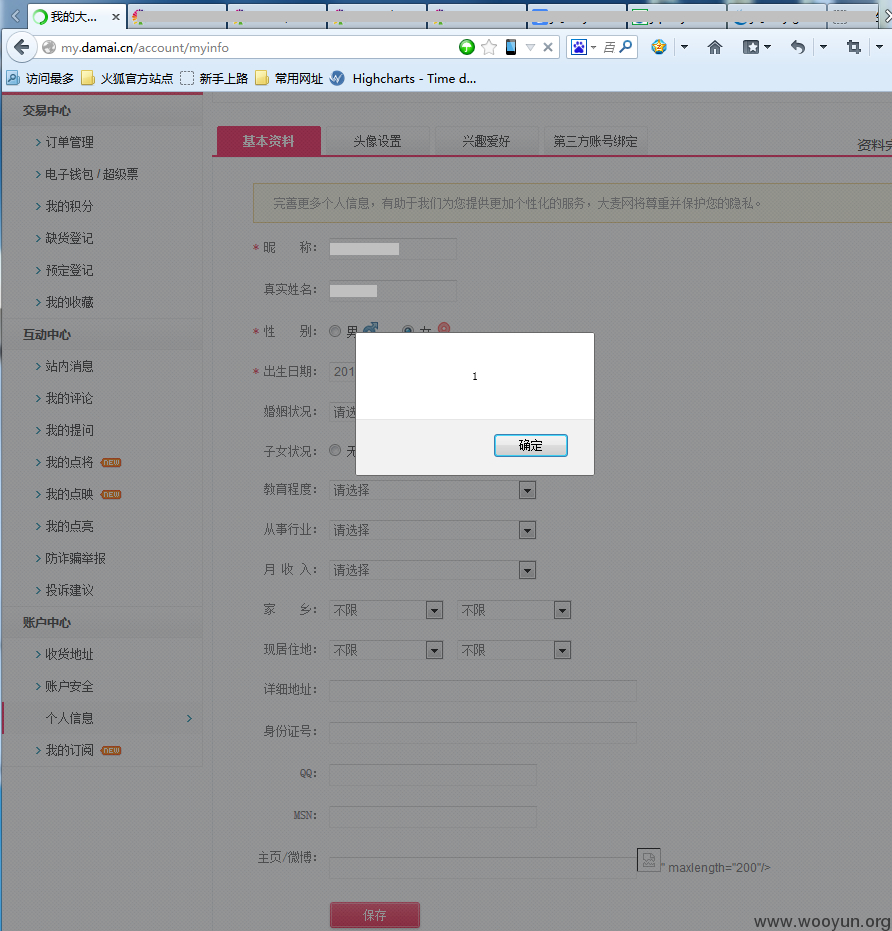 我的大...
my.damai.cn/account/myinfo
百
访问最多 火狐官方站点 新手上路 常用网址 Highcharts - Time d...
交易中心
订单管理
电子钱包 / 超级票
我的积分
缺货登记
预定登记
我的收藏
互动中心
站内消息
我的评论
我的提问
我的点将 NEW
我的点映 NEW
我的点亮
防诈骗举报
投诉建议
账户中心
收货地址
账户安全
个人信息
我的订阅 NEW
基本资料 头像设置 兴趣爱好 第三方账号绑定
资料完
完善更多个人信息，有助于我们为您提供更加个性化的服务，大麦网将尊重并保护您的隐私。
* 昵 称：
真实姓名：
* 性 别： 男 女
* 出生日期： 201
婚姻状况： 请选
子女状况： 无
1
确定
教育程度： 请选择
从事行业： 请选择
月 收 入： 请选择
家 乡： 不限 不限
现居住地： 不限 不限
详细地址：
身份证号：
QQ：
MSN：
主页/微博： " maxlength="200"/>
保存
www.wooyun.org